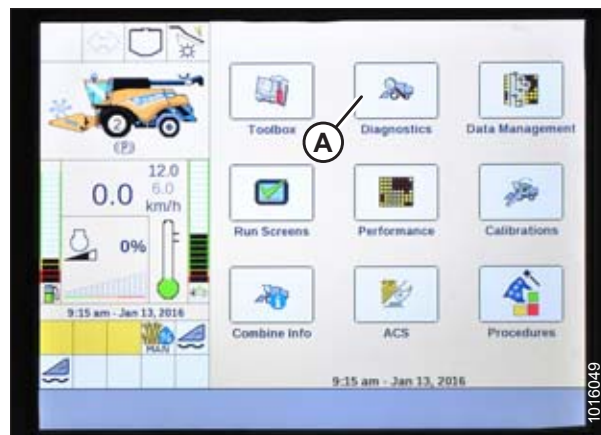 2
(P)
12.0
0.0 6.0
km/h
0%
9:15 am - Jan 13, 2016
MAN
Toolbox
Diagnostics
Data Management
A
Run Screens
Performance
Calibrations
Combine Info
ACS
Procedures
9:15 am - Jan 13, 2016
1016049